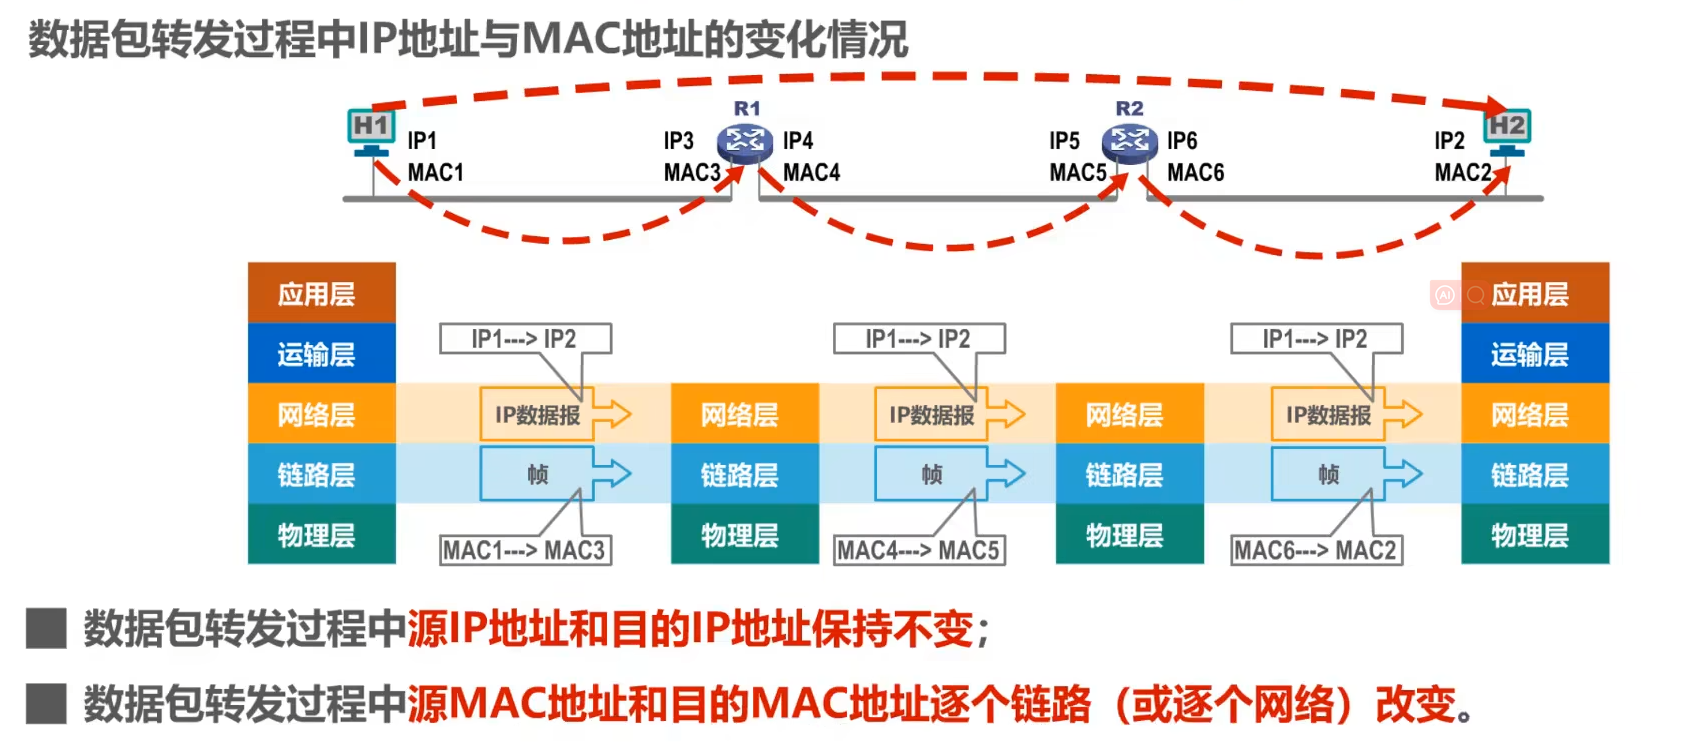 数据包转发过程中IP地址与MAC地址的变化情况
R1 R2
H1 H2
IP1 IP3 IP4 IP5 IP6 IP2
MAC1 MAC3 MAC4 MAC5 MAC6 MAC2
应用层 AI 应用层
IP1---> IP2 IP1---> IP2 IP1---> IP2
运输层 运输层
网络层 IP数据报 网络层 IP数据报 网络层 IP数据报 网络层
链路层 帧 链路层 帧 链路层 帧 链路层
物理层 物理层 物理层 物理层
MAC1---> MAC3 MAC4---> MAC5 MAC6---> MAC2
数据包转发过程中源IP地址和目的IP地址保持不变；
数据包转发过程中源MAC地址和目的MAC地址逐个链路（或逐个网络）改变。